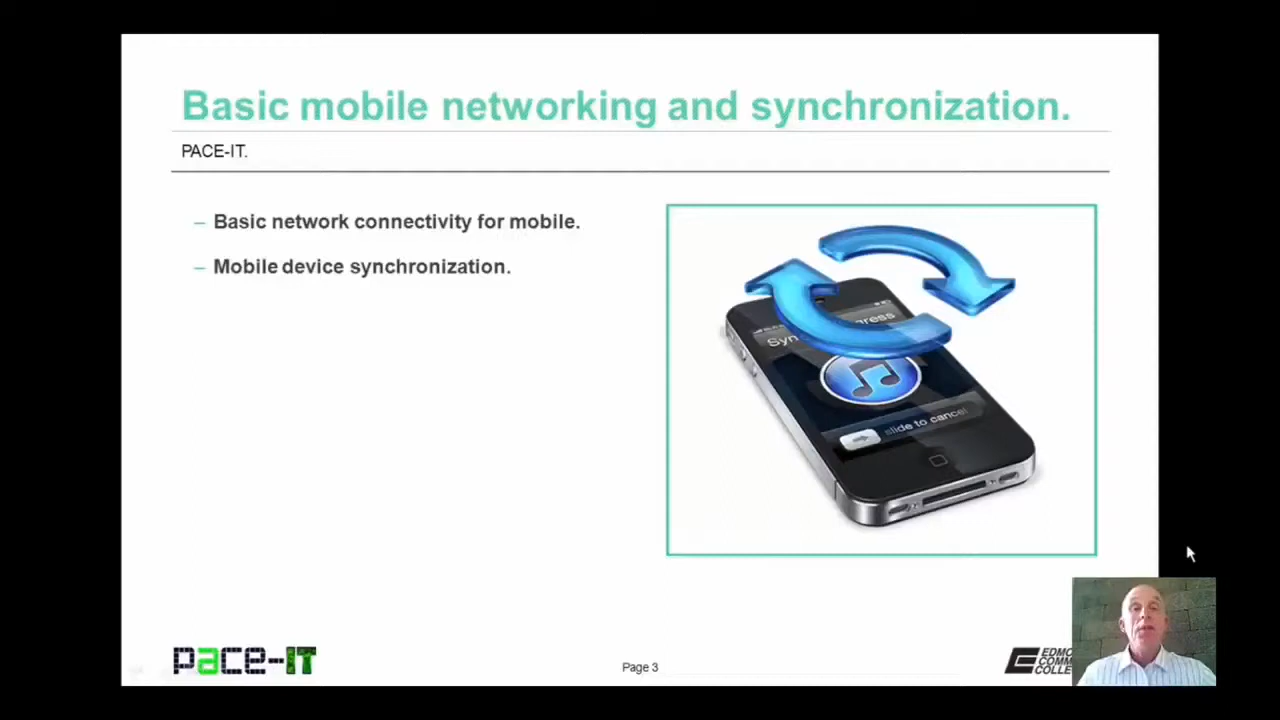 Basic mobile networking and synchronization.
PACE-IT.
– Basic network connectivity for mobile.
– Mobile device synchronization.
slide to cancel
pace-IT
Page 3